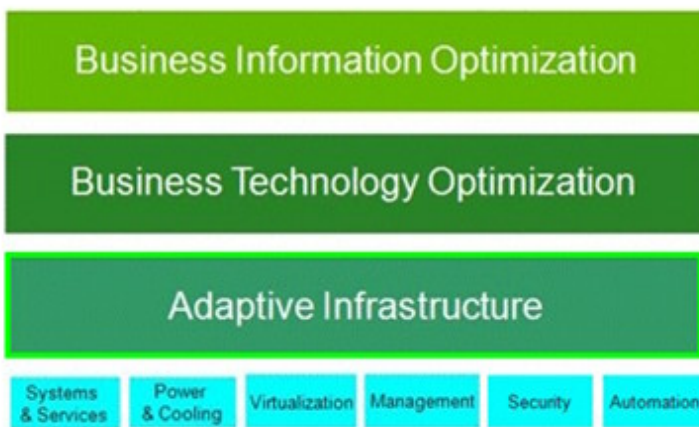 Business Information Optimization
Business Technology Optimization
Adaptive Infrastructure
Systems
& Services
Power
& Cooling
Virtualization
Management
Security
Automation